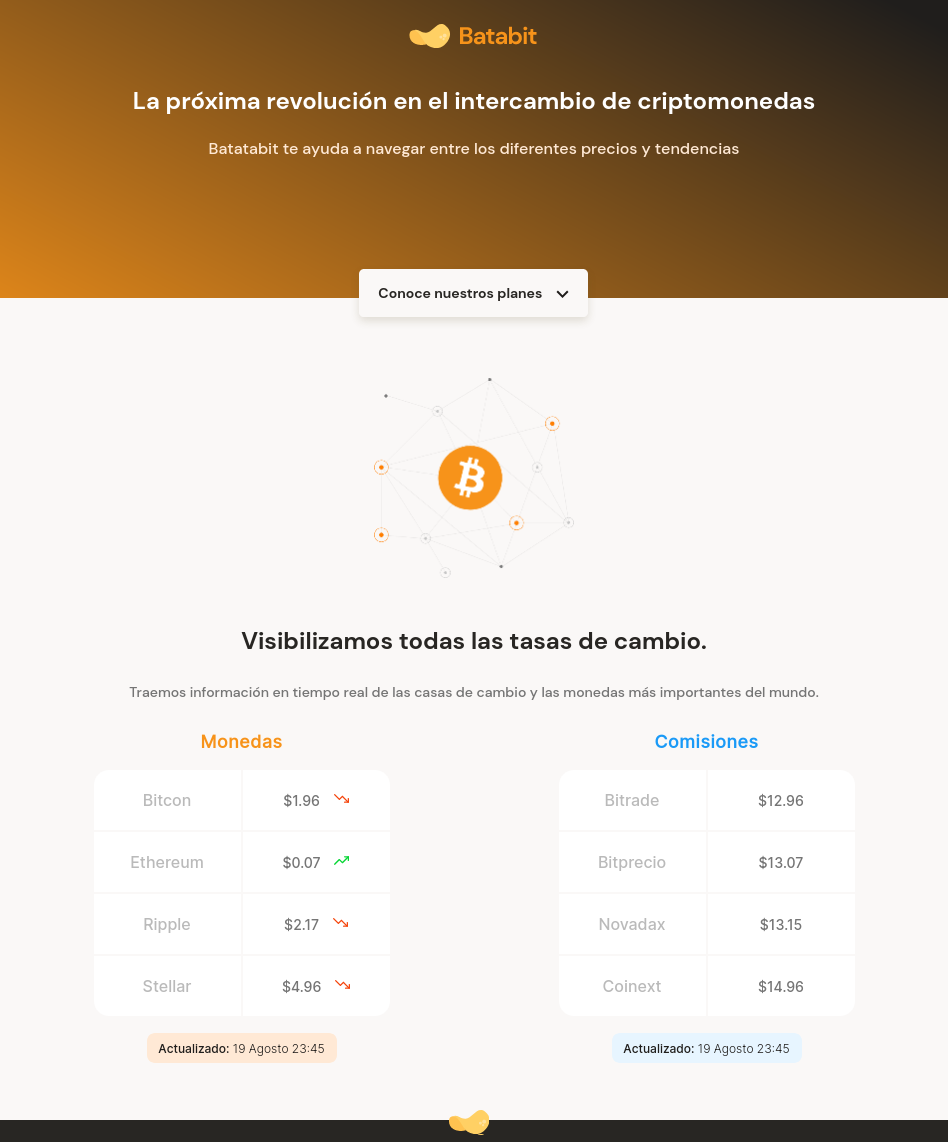 Batabit
La próxima revolución en el intercambio de criptomonedas
Batatabit te ayuda a navegar entre los diferentes precios y tendencias
Conoce nuestros planes
Visibilizamos todas las tasas de cambio.
Traemos información en tiempo real de las casas de cambio y las monedas más importantes del mundo.
Monedas
Bitcon $1.96
Ethereum $0.07
Ripple $2.17
Stellar $4.96
Actualizado: 19 Agosto 23:45
Comisiones
Bitrade $12.96
Bitprecio $13.07
Novadax $13.15
Coinext $14.96
Actualizado: 19 Agosto 23:45